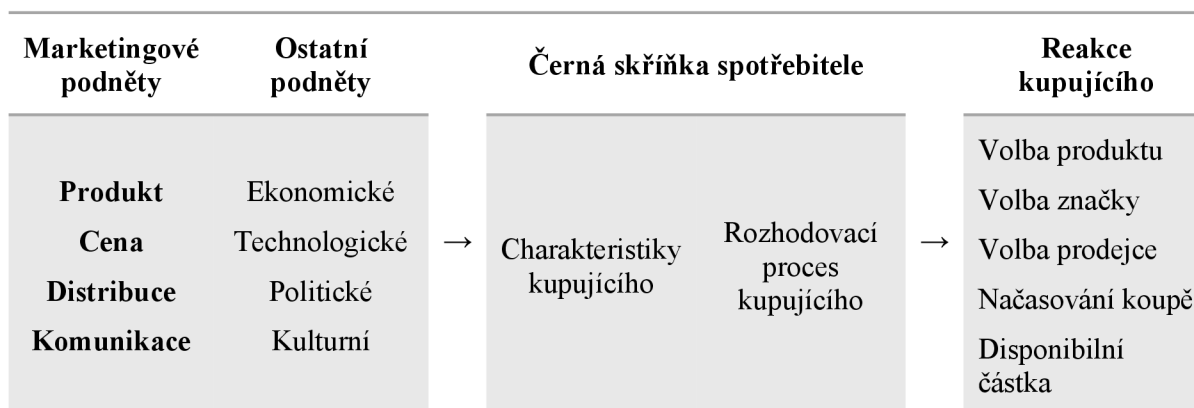 Marketingové
podněty
Ostatní
podněty
Černá skříňka spotřebitele
Reakce
kupujícího
Produkt
Cena
Distribuce
Komunikace
Ekonomické
Technologické
Politické
Kulturní
→
Charakteristiky
kupujícího
Rozhodovací
proces
kupujícího
→
Volba produktu
Volba značky
Volba prodejce
Načasování koupě
Disponibilní
částka